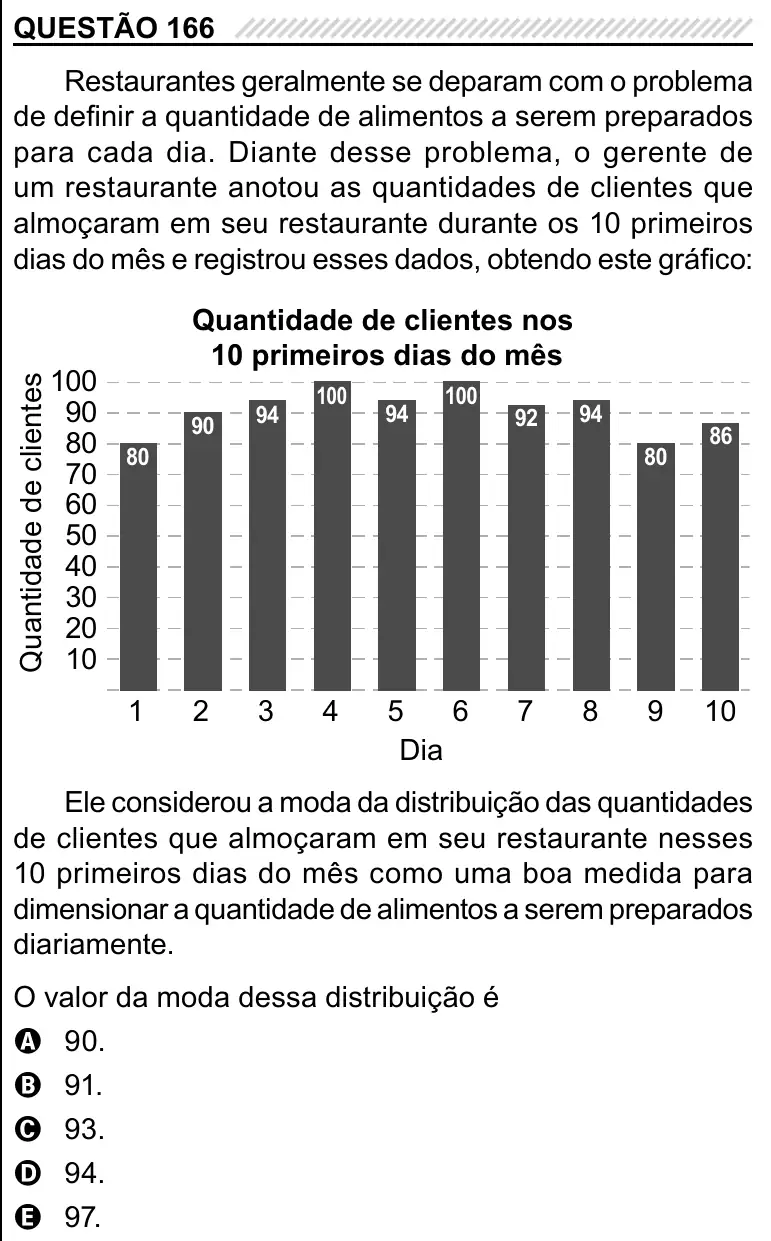 QUESTÃO 166
Restaurantes geralmente se deparam com o problema
de definir a quantidade de alimentos a serem preparados
para cada dia. Diante desse problema, o gerente de
um restaurante anotou as quantidades de clientes que
almoçaram em seu restaurante durante os 10 primeiros
dias do mês e registrou esses dados, obtendo este gráfico:
Quantidade de clientes nos
10 primeiros dias do mês
Quantidade de clientes
100
90
80
70
60
50
40
30
20
10
80
90
94
100
94
100
92
94
80
86
1 2 3 4 5 6 7 8 9 10
Dia
Ele considerou a moda da distribuição das quantidades
de clientes que almoçaram em seu restaurante nesses
10 primeiros dias do mês como uma boa medida para
dimensionar a quantidade de alimentos a serem preparados
diariamente.
O valor da moda dessa distribuição é
A 90.
B 91.
C 93.
D 94.
E 97.